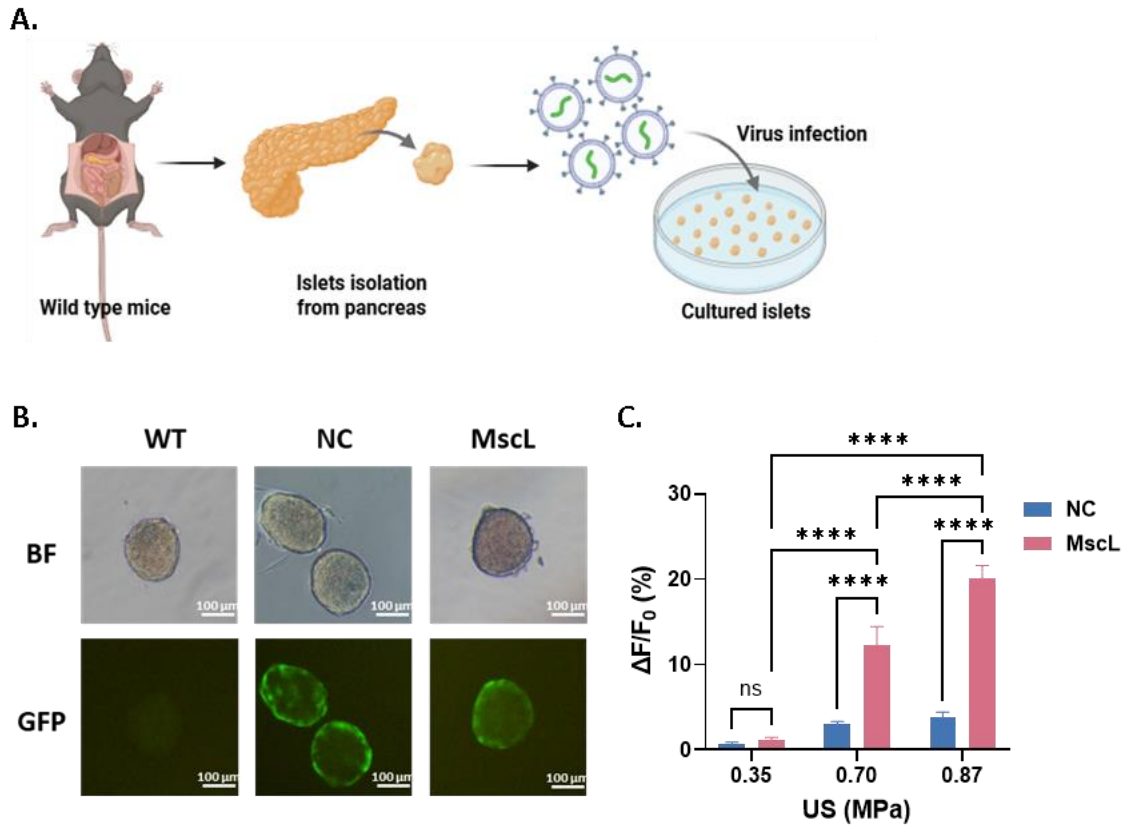 A.
Virus infection
Islets isolation
from pancreas
Wild type mice
Cultured islets
B.
WT NC MscL
BF
100 µm 100 µm 100 µm
GFP
100 µm 100 µm 100 µm
C.
****
****
****
****
****
ns
30
20
10
0
ΔF/F₀ (%)
0.35 0.70 0.87
US (MPa)
NC
MscL